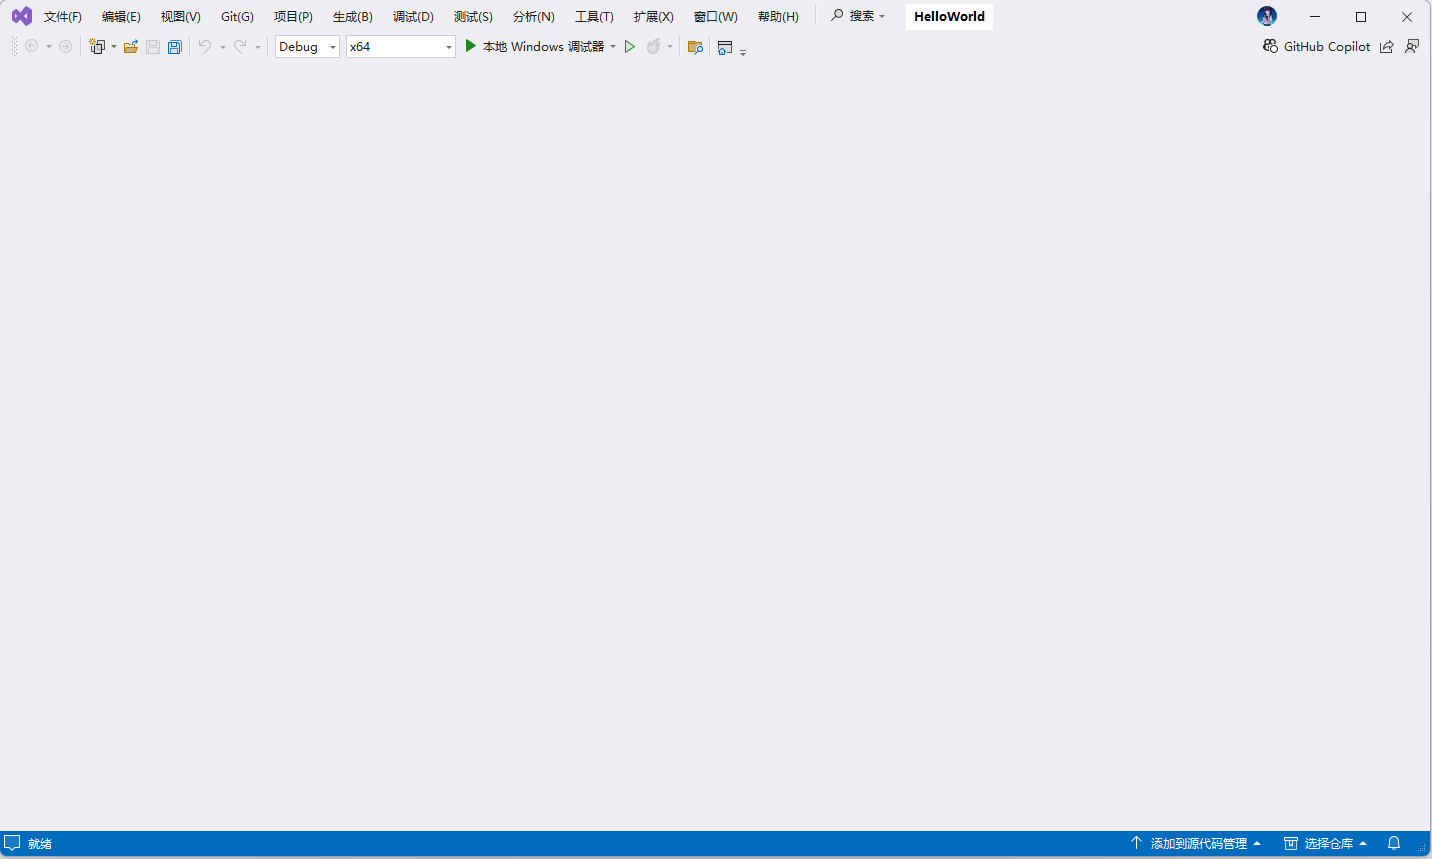 文件(F) 编辑(E) 视图(V) Git(G) 项目(P) 生成(B) 调试(D) 测试(S) 分析(N) 工具(T) 扩展(X) 窗口(W) 帮助(H) 搜索 HelloWorld
Debug x64 本地 Windows 调试器 GitHub Copilot
就绪 添加到源代码管理 选择仓库